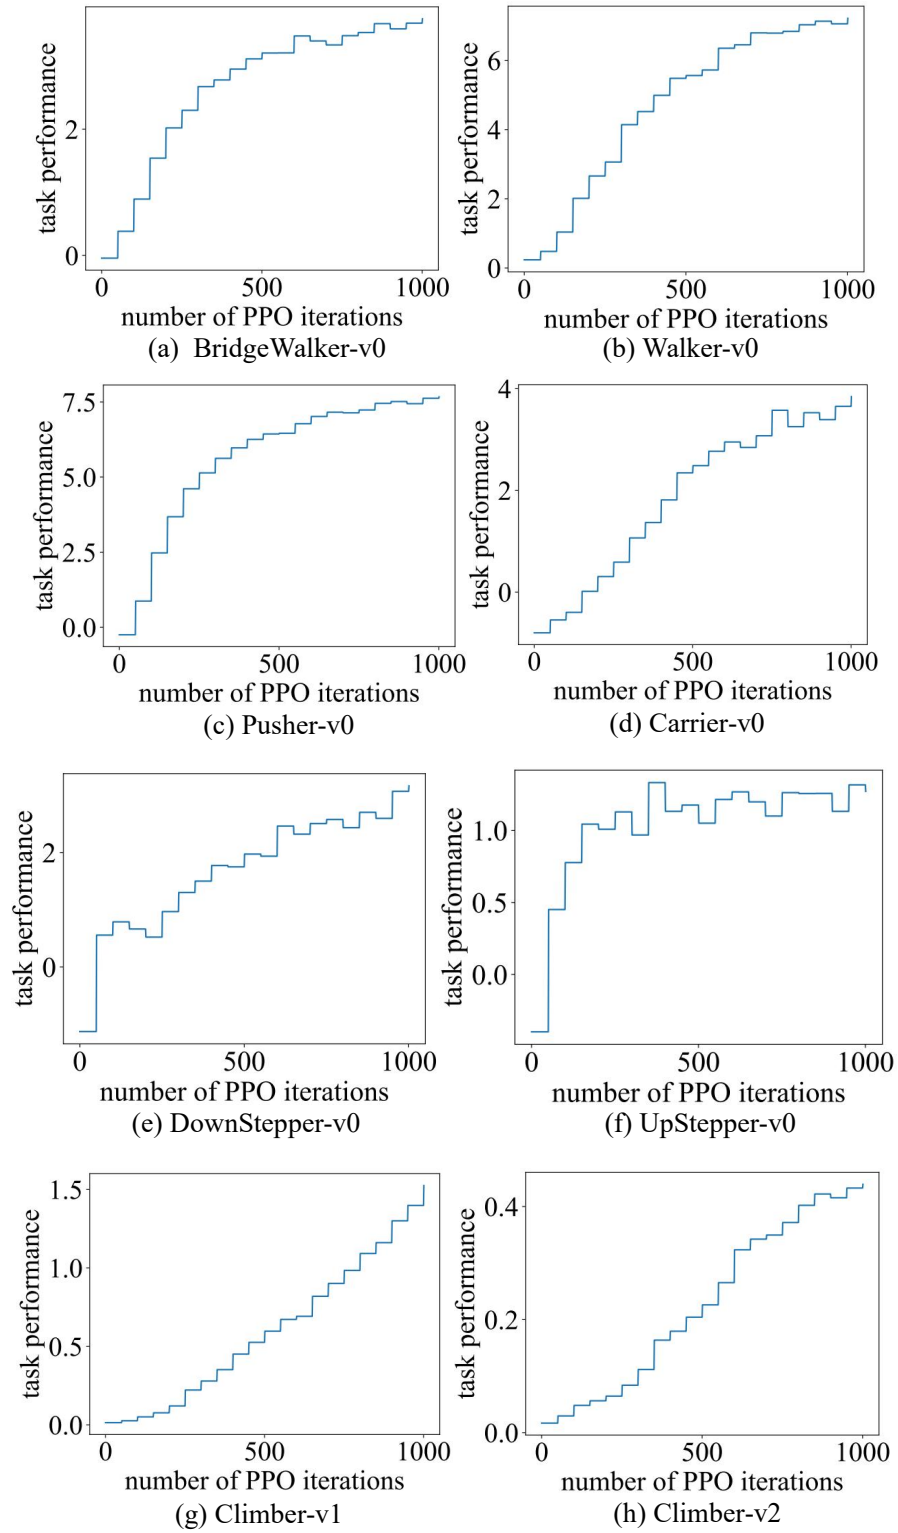 task performance
2
0
0 500 1000
number of PPO iterations
(a) BridgeWalker-v0
task performance
6
4
2
0
0 500 1000
number of PPO iterations
(b) Walker-v0
task performance
7.5
5.0
2.5
0.0
0 500 1000
number of PPO iterations
(c) Pusher-v0
task performance
4
2
0
0 500 1000
number of PPO iterations
(d) Carrier-v0
task performance
2
0
0 500 1000
number of PPO iterations
(e) DownStepper-v0
task performance
1.0
0.5
0.0
0 500 1000
number of PPO iterations
(f) UpStepper-v0
task performance
1.5
1.0
0.5
0.0
0 500 1000
number of PPO iterations
(g) Climber-v1
task performance
0.4
0.2
0.0
0 500 1000
number of PPO iterations
(h) Climber-v2